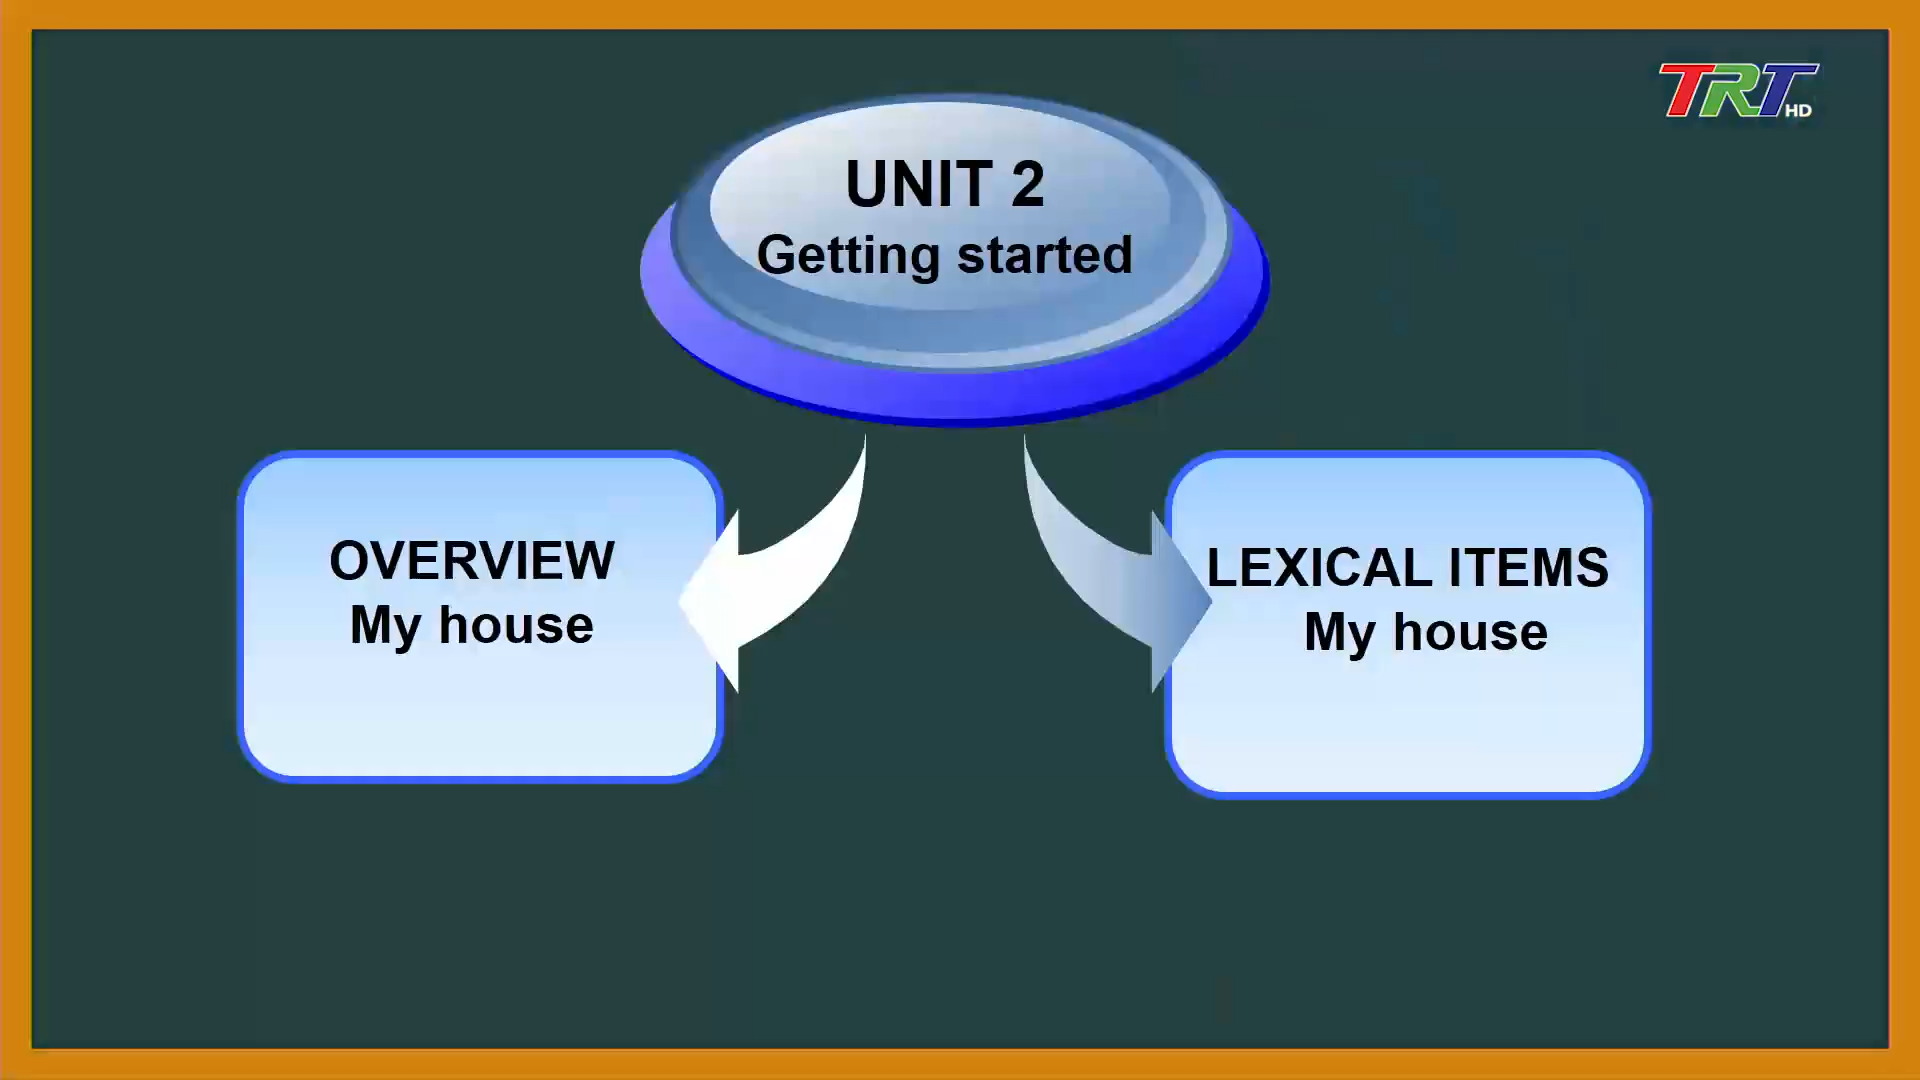 TRT HD
UNIT 2
Getting started
OVERVIEW
My house
LEXICAL ITEMS
My house